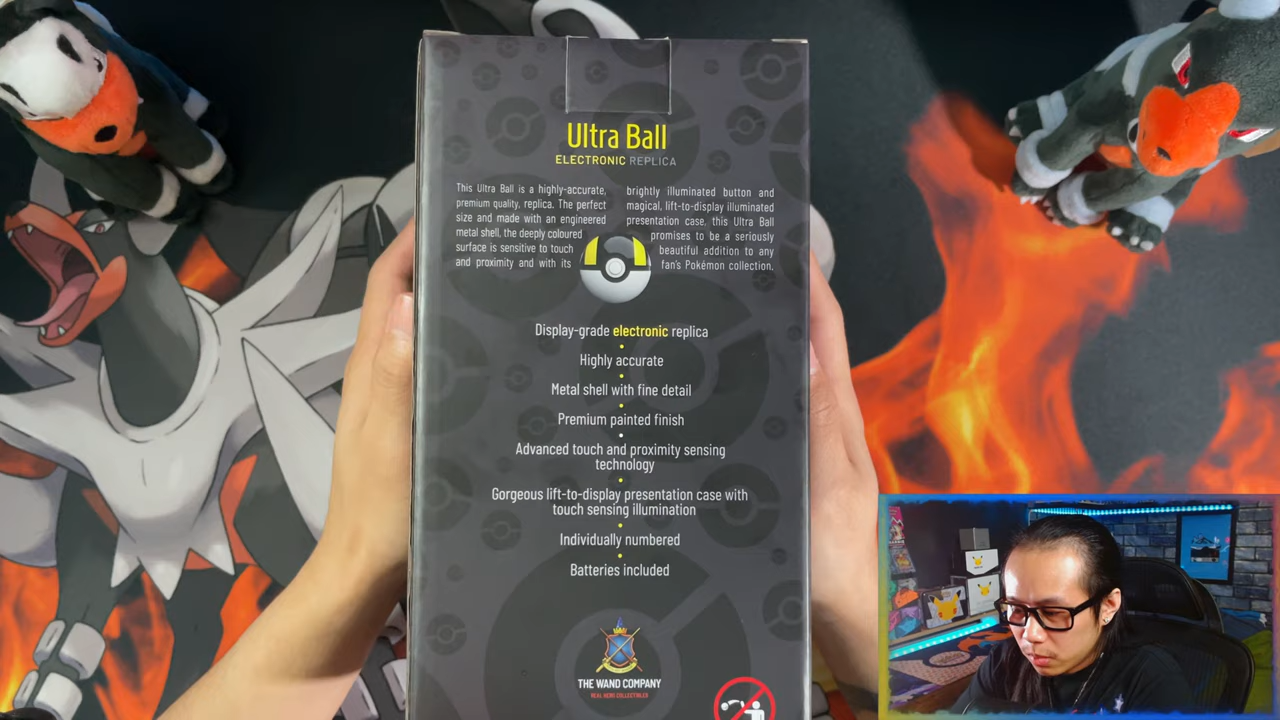 Ultra Ball
ELECTRONIC REPLICA
This Ultra Ball is a highly-accurate,
premium quality, replica. The perfect
size and made with an engineered
metal shell, the deeply coloured
surface is sensitive to touch
and proximity and with its
brightly illuminated button and
magical, lift-to-display illuminated
presentation case, this Ultra Ball
promises to be a seriously
beautiful addition to any
fan's Pokémon collection.
Display-grade electronic replica
Highly accurate
Metal shell with fine detail
Premium painted finish
Advanced touch and proximity sensing
technology
Gorgeous lift-to-display presentation case with
touch sensing illumination
Individually numbered
Batteries included
THE WAND COMPANY
REAL NERD COLLECTIBLES